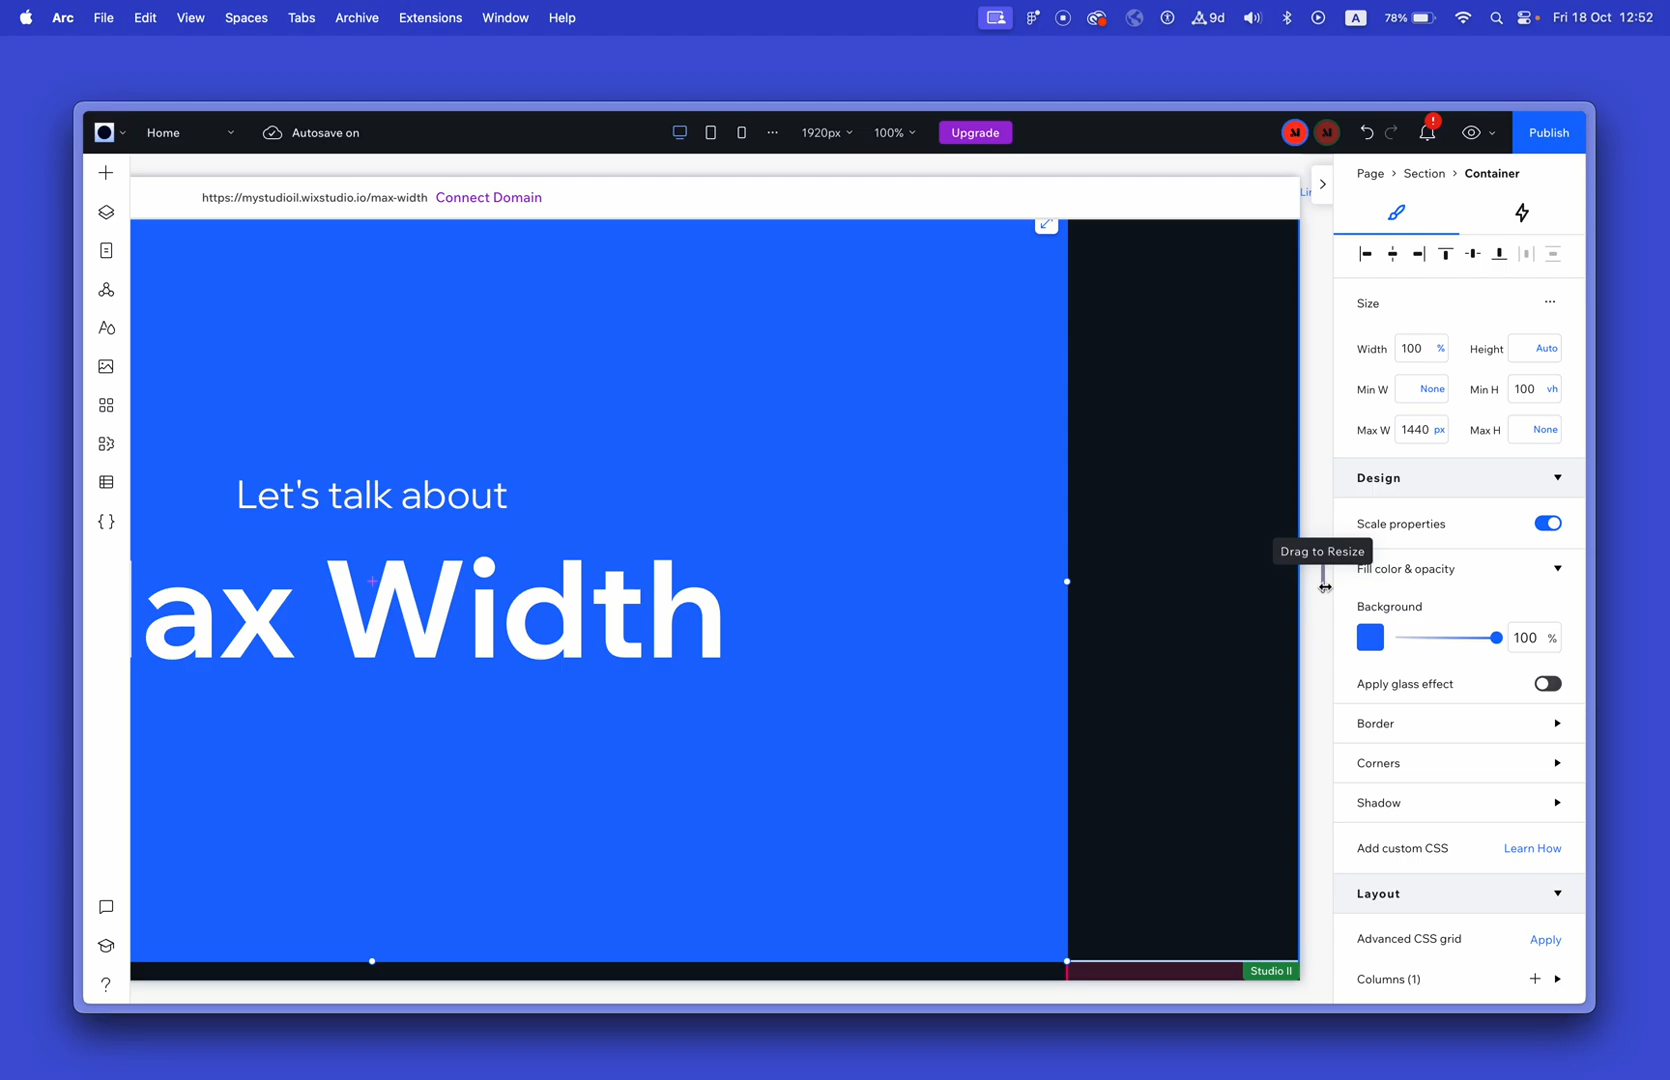 Arc File Edit View Spaces Tabs Archive Extensions Window Help 9d A 78% Fri 18 Oct 12:52
Home Autosave on 1920px 100% Upgrade ! Publish
https://mystudioil.wixstudio.io/max-width Connect Domain
Page > Section > Container
Size
Width 100 % Height Auto
Min W None Min H 100 vh
Max W 1440 px Max H None
Design
Scale properties
Drag to Resize
Fill color & opacity
Background
100 %
Apply glass effect
Border
Corners
Shadow
Add custom CSS Learn How
Layout
Advanced CSS grid Apply
Columns (1)
Let's talk about
ax Width
Studio II
?